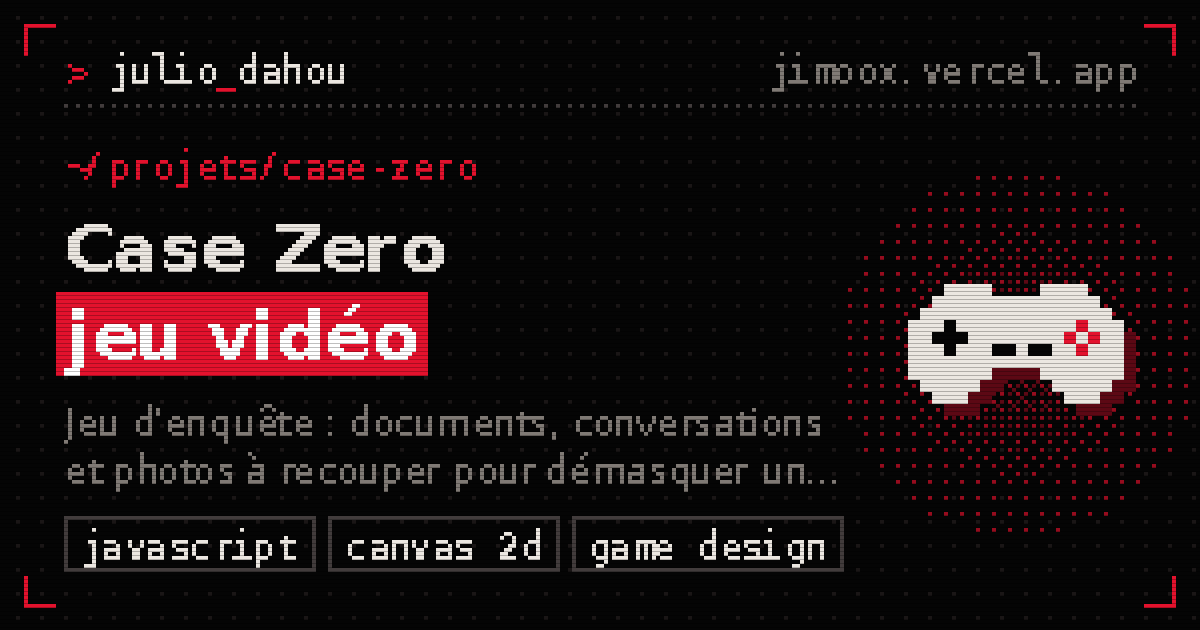 > julio_dahou
jimoox.vercel.app
~/projets/case-zero
Case Zero
jeu vidéo
Jeu d'enquête : documents, conversations
et photos à recouper pour démasquer un...
javascript
canvas 2d
game design